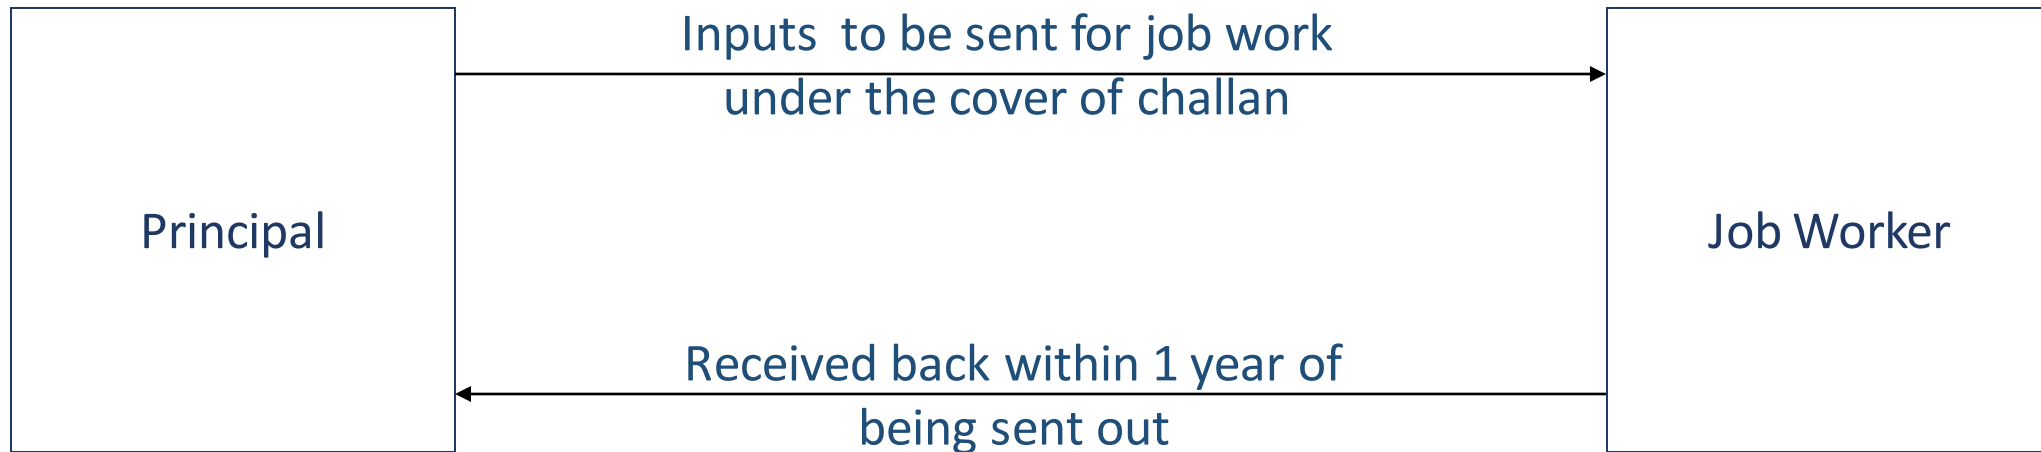 Inputs  to be sent for job work
under the cover of challan
Principal
Job Worker
Received back within 1 year of
being sent out